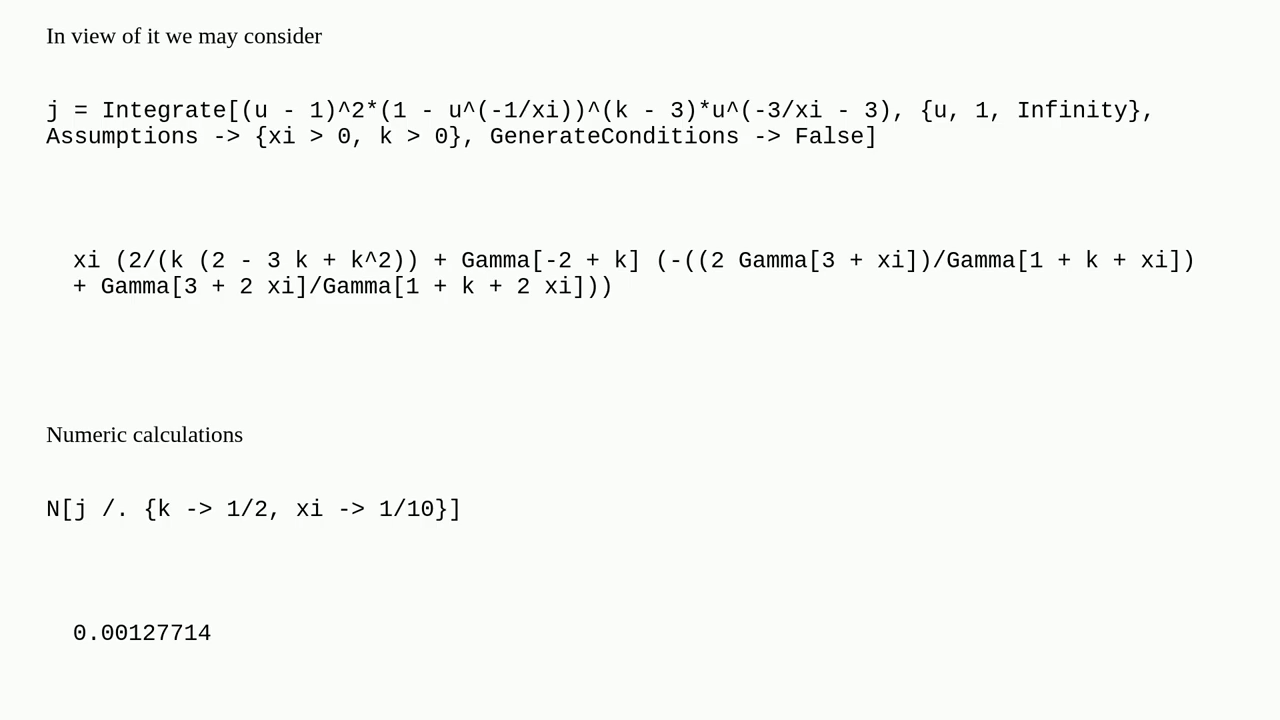 In view of it we may consider
j = Integrate[(u - 1)^2*(1 - u^(-1/xi))^(k - 3)*u^(-3/xi - 3), {u, 1, Infinity},
Assumptions -> {xi > 0, k > 0}, GenerateConditions -> False]
xi (2/(k (2 - 3 k + k^2)) + Gamma[-2 + k] (-((2 Gamma[3 + xi])/Gamma[1 + k + xi])
+ Gamma[3 + 2 xi]/Gamma[1 + k + 2 xi]))
Numeric calculations
N[j /. {k -> 1/2, xi -> 1/10}]
0.00127714